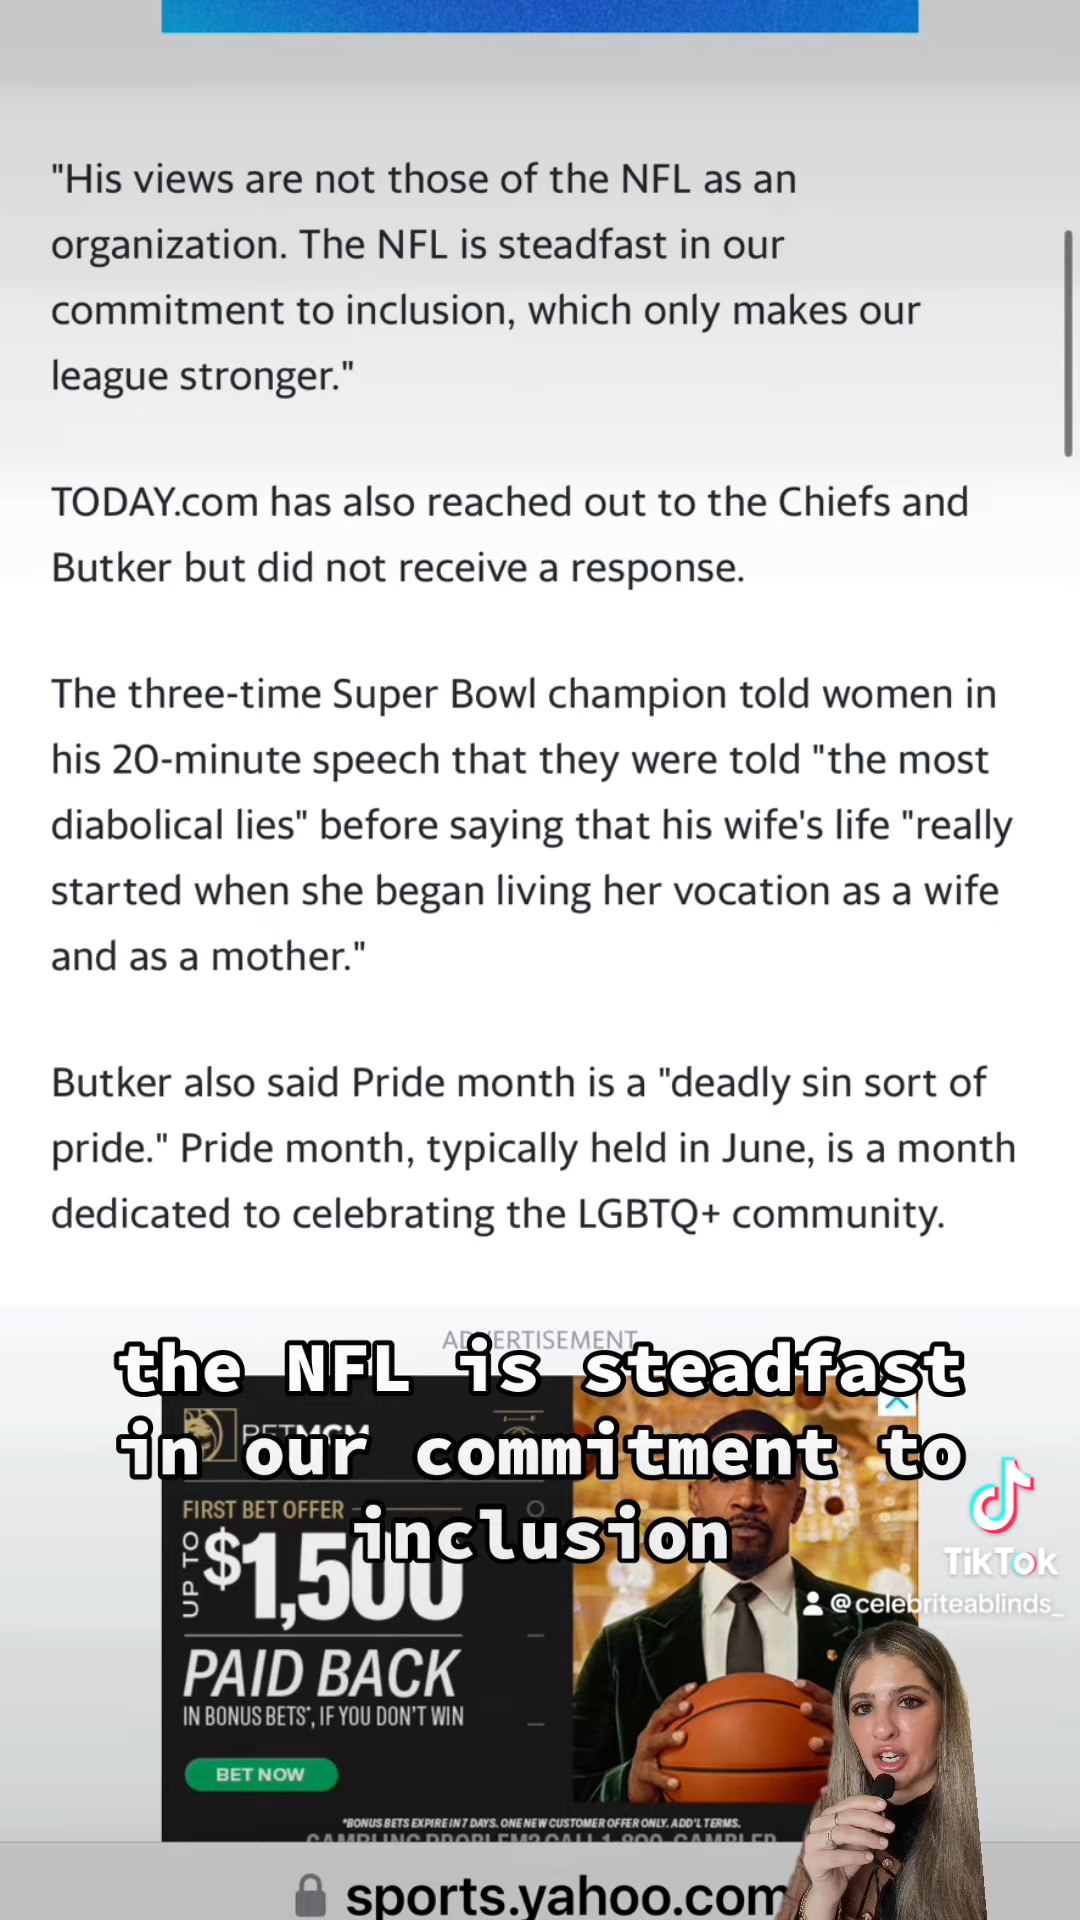 "His views are not those of the NFL as an
organization. The NFL is steadfast in our
commitment to inclusion, which only makes our
league stronger."
TODAY.com has also reached out to the Chiefs and
Butker but did not receive a response.
The three-time Super Bowl champion told women in
his 20-minute speech that they were told "the most
diabolical lies" before saying that his wife's life "really
started when she began living her vocation as a wife
and as a mother."
Butker also said Pride month is a "deadly sin sort of
pride." Pride month, typically held in June, is a month
dedicated to celebrating the LGBTQ+ community.
ADVERTISEMENT
the NFL is steadfast
in our commitment to
inclusion
BETMGM
FIRST BET OFFER
UP TO
$1,500
PAID BACK
IN BONUS BETS*, IF YOU DON'T WIN
BET NOW
*BONUS BETS EXPIRE IN 7 DAYS. ONE NEW CUSTOMER OFFER ONLY. ADD'L TERMS.
GAMBLING PROBLEM? CALL 1-800-GAMBLER
TikTok
@celebriteablinds_
sports.yahoo.com